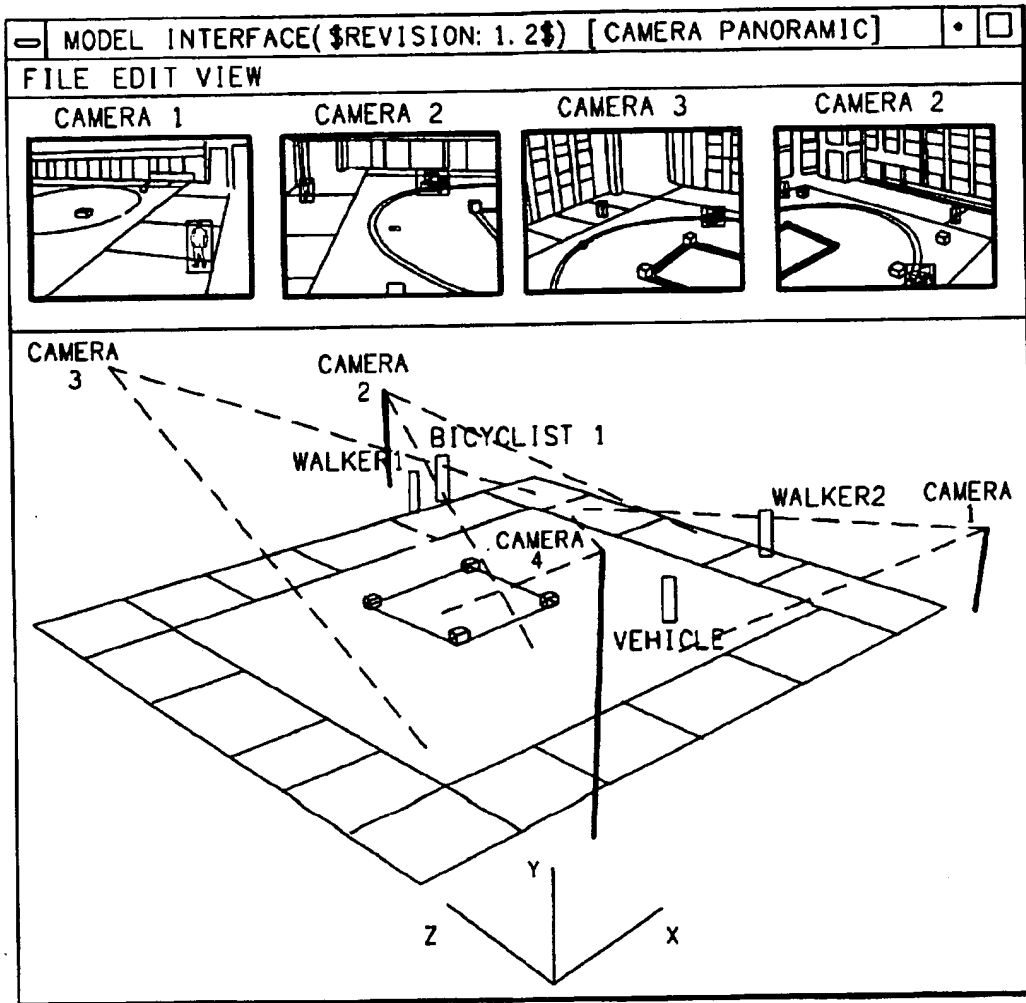 MODEL INTERFACE($REVISION: 1.2$) [CAMERA PANORAMIC]
FILE EDIT VIEW
CAMERA 1
CAMERA 2
CAMERA 3
CAMERA 2
CAMERA
3
CAMERA
2
BICYCLIST 1
WALKER1
WALKER2
CAMERA
1
CAMERA
4
VEHICLE
Y
Z
X